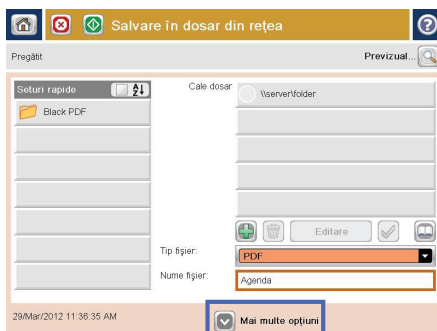 Salvare în dosar din rețea
Pregătit
Previzual...
Seturi rapide
Black PDF
Cale dosar
\\server\folder
Editare
Tip fișier:
PDF
Nume fișier:
Agenda
29/Mar/2012 11:36:35 AM
Mai multe opțiuni